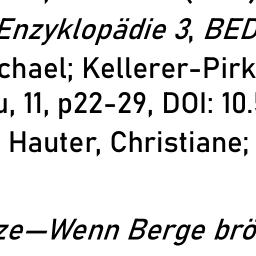 Enzyklopädie 3, BED
chael; Kellerer-Pirk
u, 11, p22-29, DOI: 10.
Hauter, Christiane;
ze—Wenn Berge brö